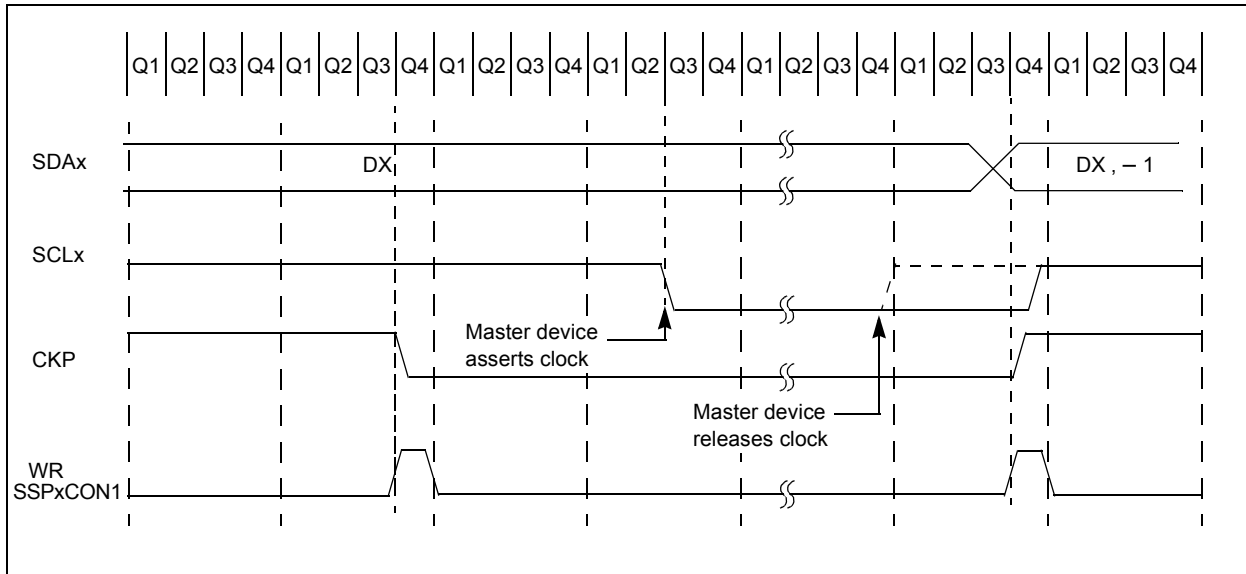 Q1 Q2 Q3 Q4 Q1 Q2 Q3 Q4 Q1 Q2 Q3 Q4 Q1 Q2 Q3 Q4 Q1 Q2 Q3 Q4 Q1 Q2 Q3 Q4 Q1 Q2 Q3 Q4
SDAx
DX
DX , – 1
SCLx
Master device
asserts clock
CKP
Master device
releases clock
WR
SSPxCON1